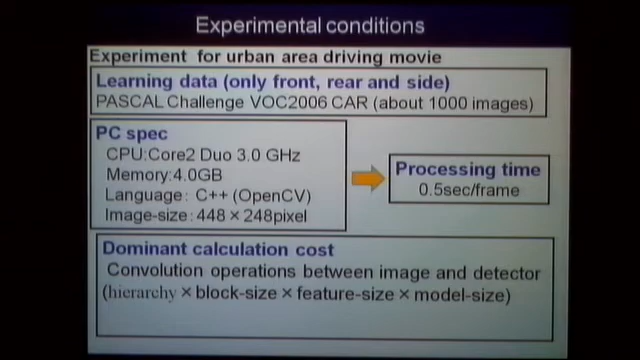 Experimental conditions
Experiment for urban area driving movie
Learning data (only front, rear and side)
PASCAL Challenge VOC2006 CAR (about 1000 images)
PC spec
CPU:Core2 Duo 3.0 GHz
Memory:4.0GB
Language: C++ (OpenCV)
Image-size:448×248pixel
Processing time
0.5sec/frame
Dominant calculation cost
Convolution operations between image and detector
(hierarchy×block-size×feature-size×model-size)